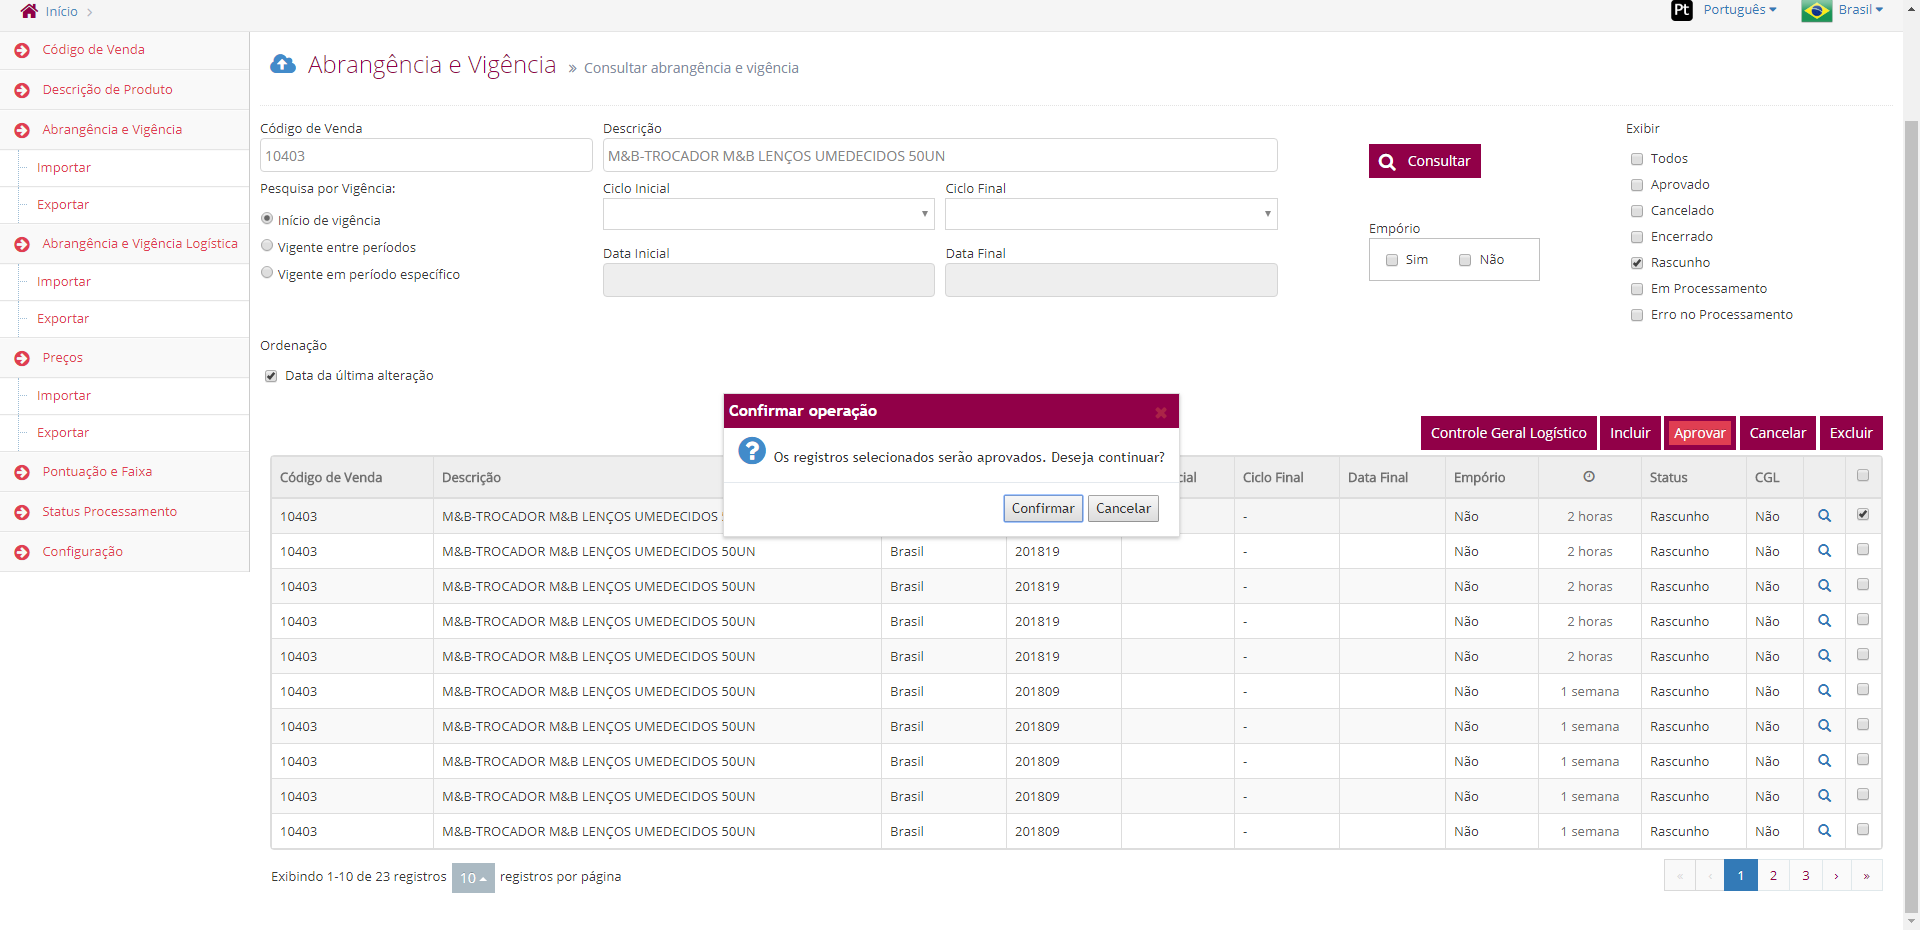 Início
Pt Português Brasil
Código de Venda
Descrição de Produto
Abrangência e Vigência
Importar
Exportar
Abrangência e Vigência Logística
Importar
Exportar
Preços
Importar
Exportar
Pontuação e Faixa
Status Processamento
Configuração
Abrangência e Vigência » Consultar abrangência e vigência
Código de Venda
10403
Descrição
M&B-TROCADOR M&B LENÇOS UMEDECIDOS 50UN
Pesquisa por Vigência:
Início de vigência
Vigente entre períodos
Vigente em período específico
Ciclo Inicial
Ciclo Final
Data Inicial
Data Final
Consultar
Empório
Sim Não
Exibir
Todos
Aprovado
Cancelado
Encerrado
Rascunho
Em Processamento
Erro no Processamento
Ordenação
Data da última alteração
Confirmar operação
Os registros selecionados serão aprovados. Deseja continuar?
Confirmar Cancelar
Controle Geral Logístico Incluir Aprovar Cancelar Excluir
Código de Venda Descrição cial Ciclo Final Data Final Empório Status CGL
10403 M&B-TROCADOR M&B LENÇOS UMEDECIDOS - Não 2 horas Rascunho Não
10403 M&B-TROCADOR M&B LENÇOS UMEDECIDOS 50UN Brasil 201819 - Não 2 horas Rascunho Não
10403 M&B-TROCADOR M&B LENÇOS UMEDECIDOS 50UN Brasil 201819 - Não 2 horas Rascunho Não
10403 M&B-TROCADOR M&B LENÇOS UMEDECIDOS 50UN Brasil 201819 - Não 2 horas Rascunho Não
10403 M&B-TROCADOR M&B LENÇOS UMEDECIDOS 50UN Brasil 201819 - Não 2 horas Rascunho Não
10403 M&B-TROCADOR M&B LENÇOS UMEDECIDOS 50UN Brasil 201809 - Não 1 semana Rascunho Não
10403 M&B-TROCADOR M&B LENÇOS UMEDECIDOS 50UN Brasil 201809 - Não 1 semana Rascunho Não
10403 M&B-TROCADOR M&B LENÇOS UMEDECIDOS 50UN Brasil 201809 - Não 1 semana Rascunho Não
10403 M&B-TROCADOR M&B LENÇOS UMEDECIDOS 50UN Brasil 201809 - Não 1 semana Rascunho Não
10403 M&B-TROCADOR M&B LENÇOS UMEDECIDOS 50UN Brasil 201809 - Não 1 semana Rascunho Não
Exibindo 1-10 de 23 registros 10 registros por página
« ‹ 1 2 3 › »